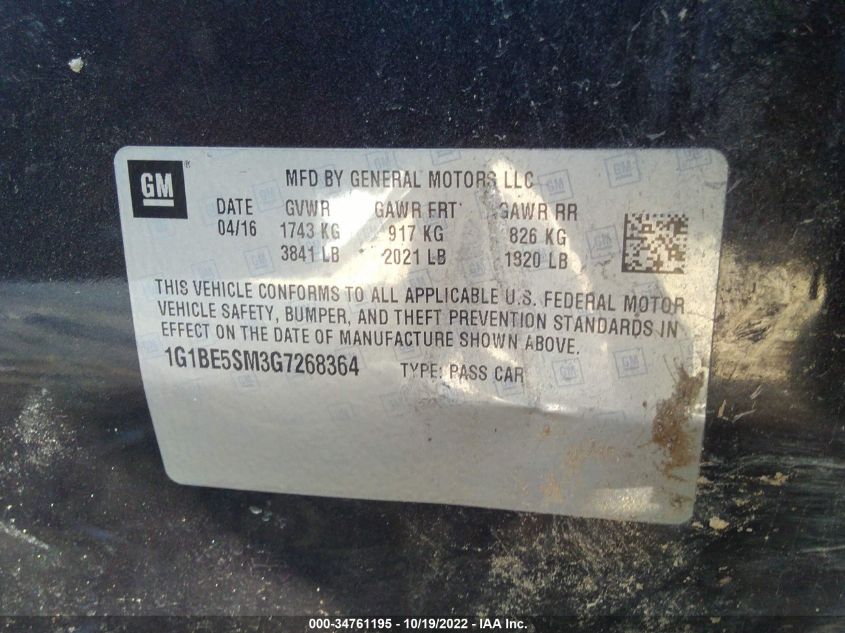 GM ®
MFD BY GENERAL MOTORS LLC
DATE GVWR GAWR FRT GAWR RR
04/16 1743 KG 917 KG 826 KG
3841 LB 2021 LB 1820 LB
THIS VEHICLE CONFORMS TO ALL APPLICABLE U.S. FEDERAL MOTOR
VEHICLE SAFETY, BUMPER, AND THEFT PREVENTION STANDARDS IN
EFFECT ON THE DATE OF MANUFACTURE SHOWN ABOVE.
1G1BE5SM3G7268364 TYPE: PASS CAR
000-34761195 - 10/19/2022 - IAA Inc.